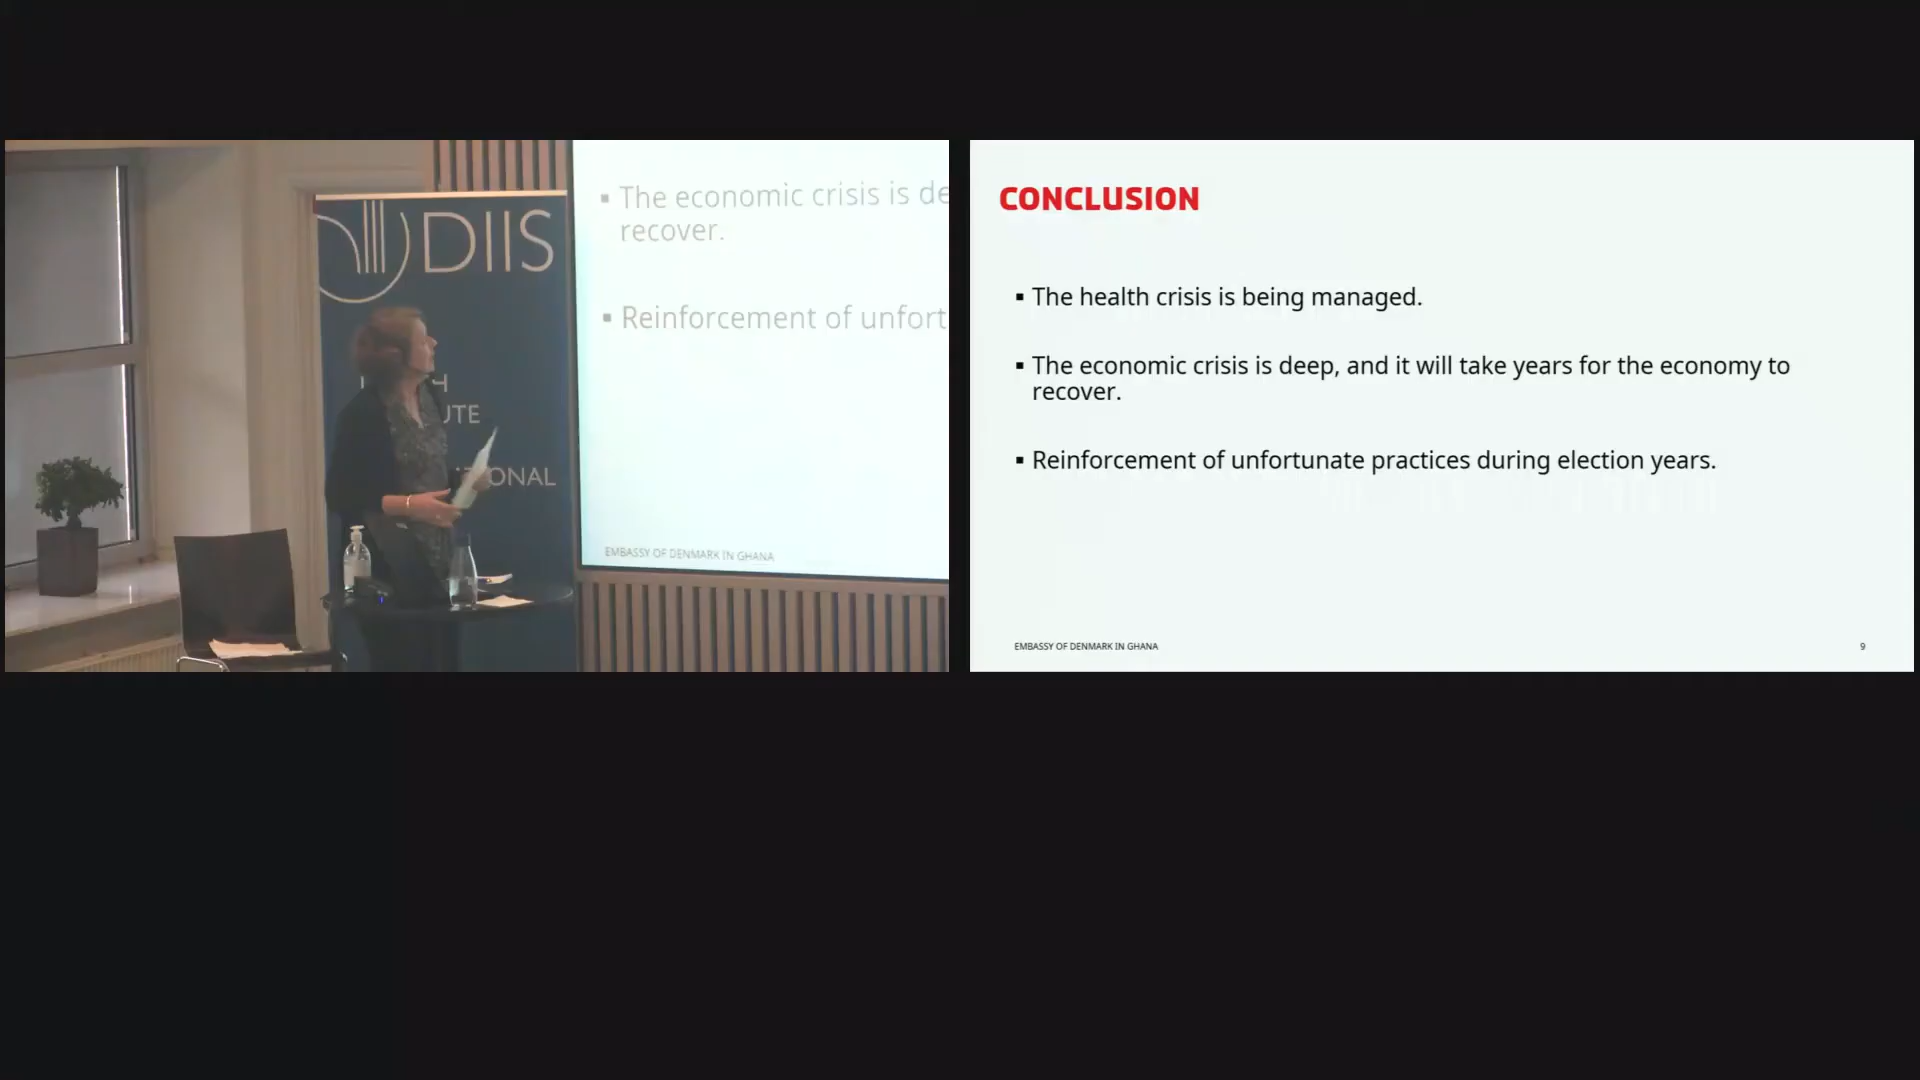 DIIS
H
UTE
TIONAL
▪ The economic crisis is de
recover.
▪ Reinforcement of unfort
EMBASSY OF DENMARK IN GHANA
CONCLUSION
▪ The health crisis is being managed.
▪ The economic crisis is deep, and it will take years for the economy to
recover.
▪ Reinforcement of unfortunate practices during election years.
EMBASSY OF DENMARK IN GHANA
9